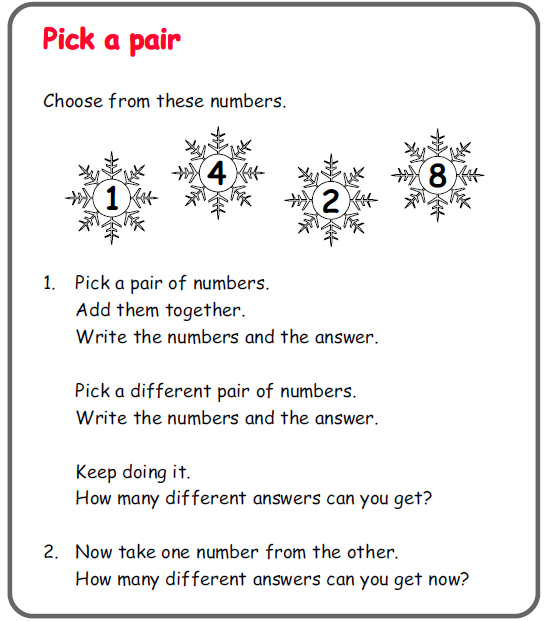 Pick a pair
Choose from these numbers.
1 4 2 8
1. Pick a pair of numbers.
Add them together.
Write the numbers and the answer.
Pick a different pair of numbers.
Write the numbers and the answer.
Keep doing it.
How many different answers can you get?
2. Now take one number from the other.
How many different answers can you get now?